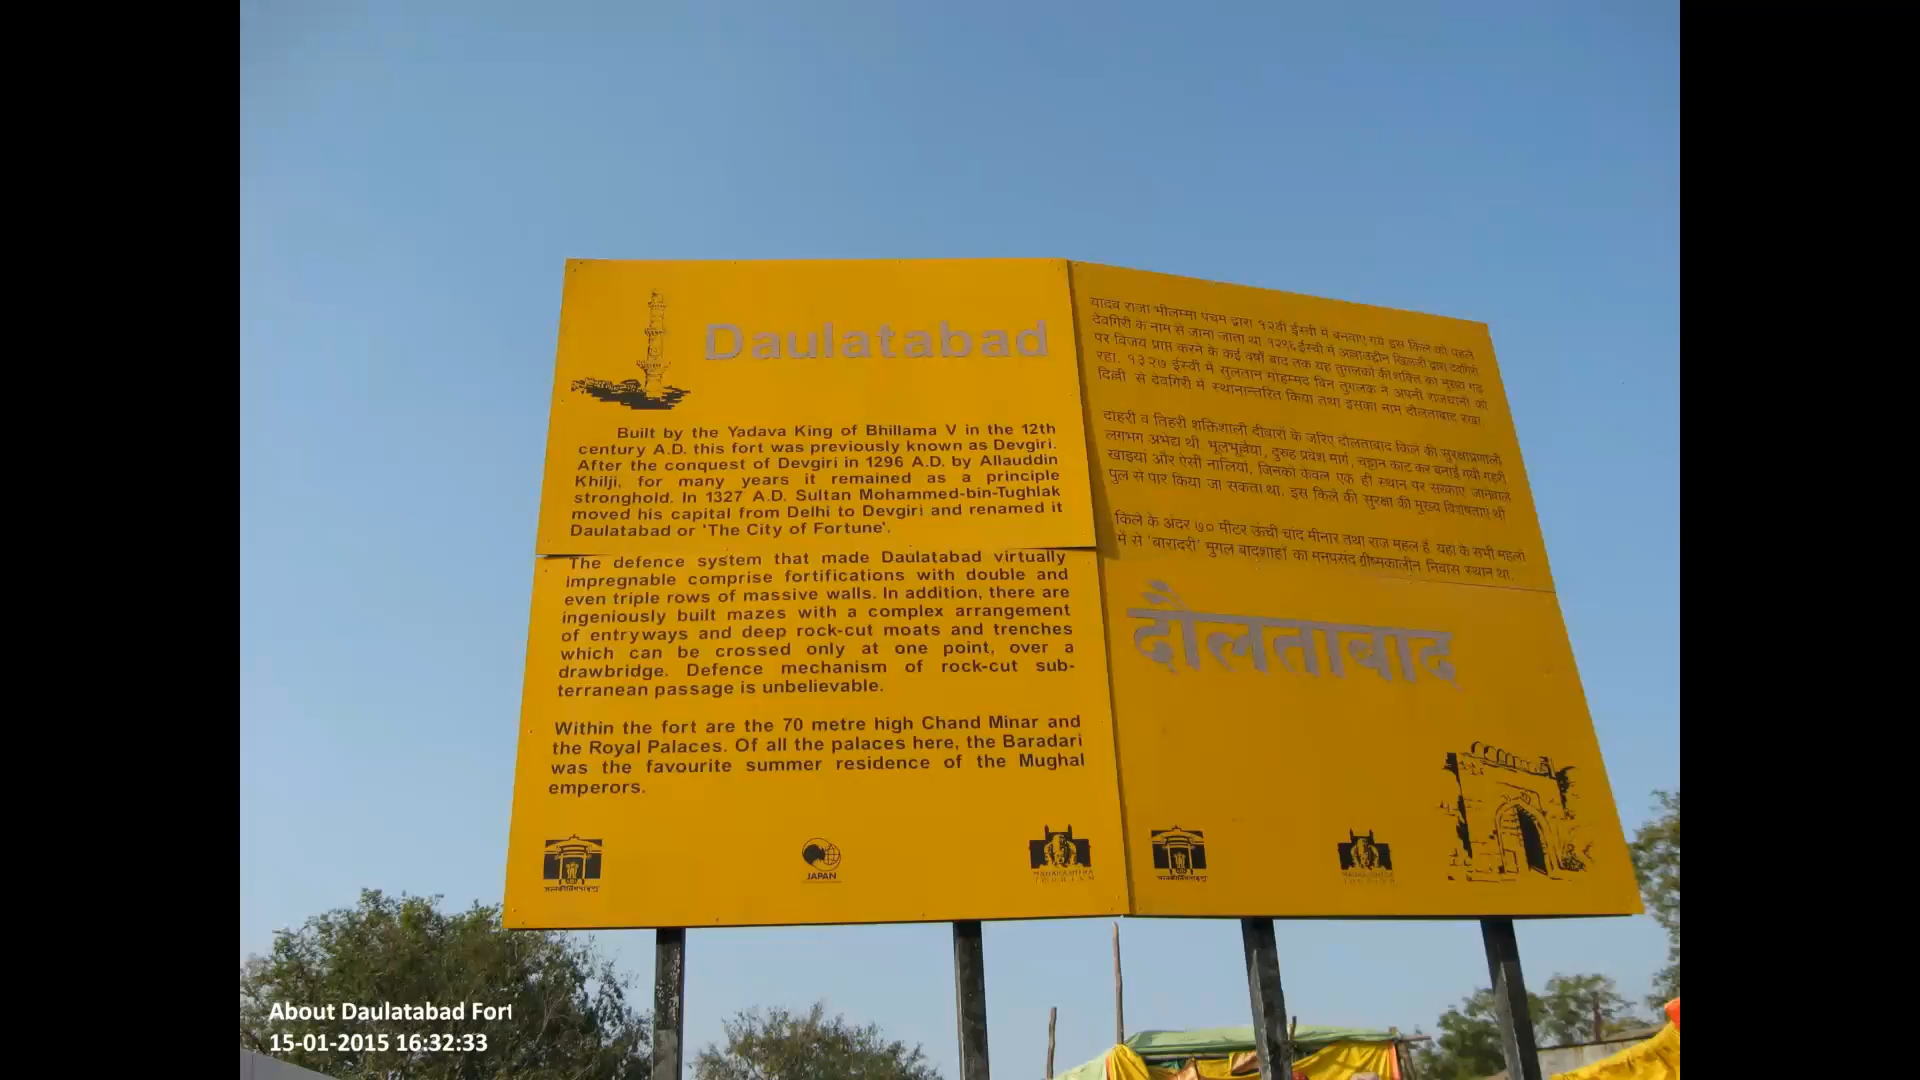 Daulatabad
Built by the Yadava King of Bhillama V in the 12th
century A.D. this fort was previously known as Devgiri.
After the conquest of Devgiri in 1296 A.D. by Allauddin
Khilji, for many years it remained as a principle
stronghold. In 1327 A.D. Sultan Mohammed-bin-Tughlak
moved his capital from Delhi to Devgiri and renamed it
Daulatabad or 'The City of Fortune'.
The defence system that made Daulatabad virtually
impregnable comprise fortifications with double and
even triple rows of massive walls. In addition, there are
ingeniously built mazes with a complex arrangement
of entryways and deep rock-cut moats and trenches
which can be crossed only at one point, over a
drawbridge. Defence mechanism of rock-cut sub-
terranean passage is unbelievable.
Within the fort are the 70 metre high Chand Minar and
the Royal Palaces. Of all the palaces here, the Baradari
was the favourite summer residence of the Mughal
emperors.
JAPAN
MAHARASHTRA
TOURISM
यादव राजा भीलम्मा पंचम द्वारा १२वी ईस्वी में बनवाए गये इस किले को पहले
देवगिरी के नाम से जाना जाता था १२९६ ईस्वी में अल्लाउद्दीन खिलजी द्वारा देवगिरी
पर विजय प्राप्त करने के कई वर्षों बाद तक यह तुगलकों की शक्ति का मुख्य गढ़
रहा. १३२७ ईस्वी में सुलतान मोहम्मद बिन तुगलक ने अपनी राजधानी को
दिल्ली से देवगिरी में स्थानान्तरित किया तथा इसका नाम दौलताबाद रखा
दोहरी व तिहरी शक्तिशाली दीवारों के जरिए दौलताबाद किले की सुरक्षाप्रणाली
लगभग अभेद्य थी भूलभूलैया, दुरुह प्रवेश मार्ग, चट्टान काट कर बनाई गयी गहरी
खाइयां और ऐसी नालियां, जिनको केवल एक ही स्थान पर सरकाए जानेवाले
पुल से पार किया जा सकता था. इस किले की सुरक्षा की मुख्य विशेषताएं थी
किले के अंदर ७० मीटर ऊंची चांद मीनार तथा राज महल है यहा के सभी महलों
में से 'बारादरी' मुगल बादशाहों का मनपसंद ग्रीष्मकालीन निवास स्थान था.
दौलताबाद
MAHARASHTRA
TOURISM
About Daulatabad Fort
15-01-2015 16:32:33